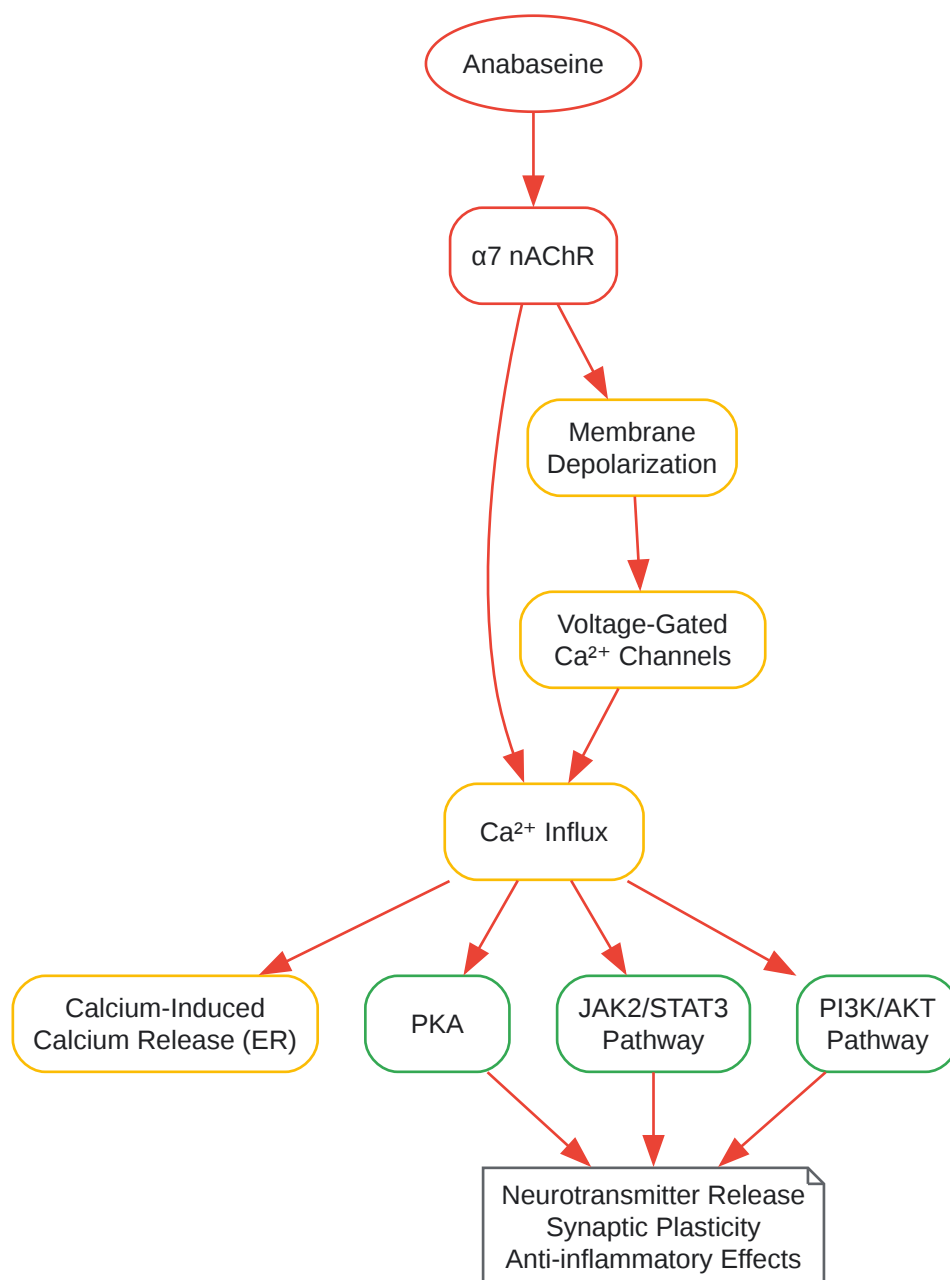 Anabaseine
α7 nAChR
Membrane
Depolarization
Voltage-Gated
Ca²⁺ Channels
Ca²⁺ Influx
Calcium-Induced
Calcium Release (ER)
PKA
JAK2/STAT3
Pathway
PI3K/AKT
Pathway
Neurotransmitter Release
Synaptic Plasticity
Anti-inflammatory Effects